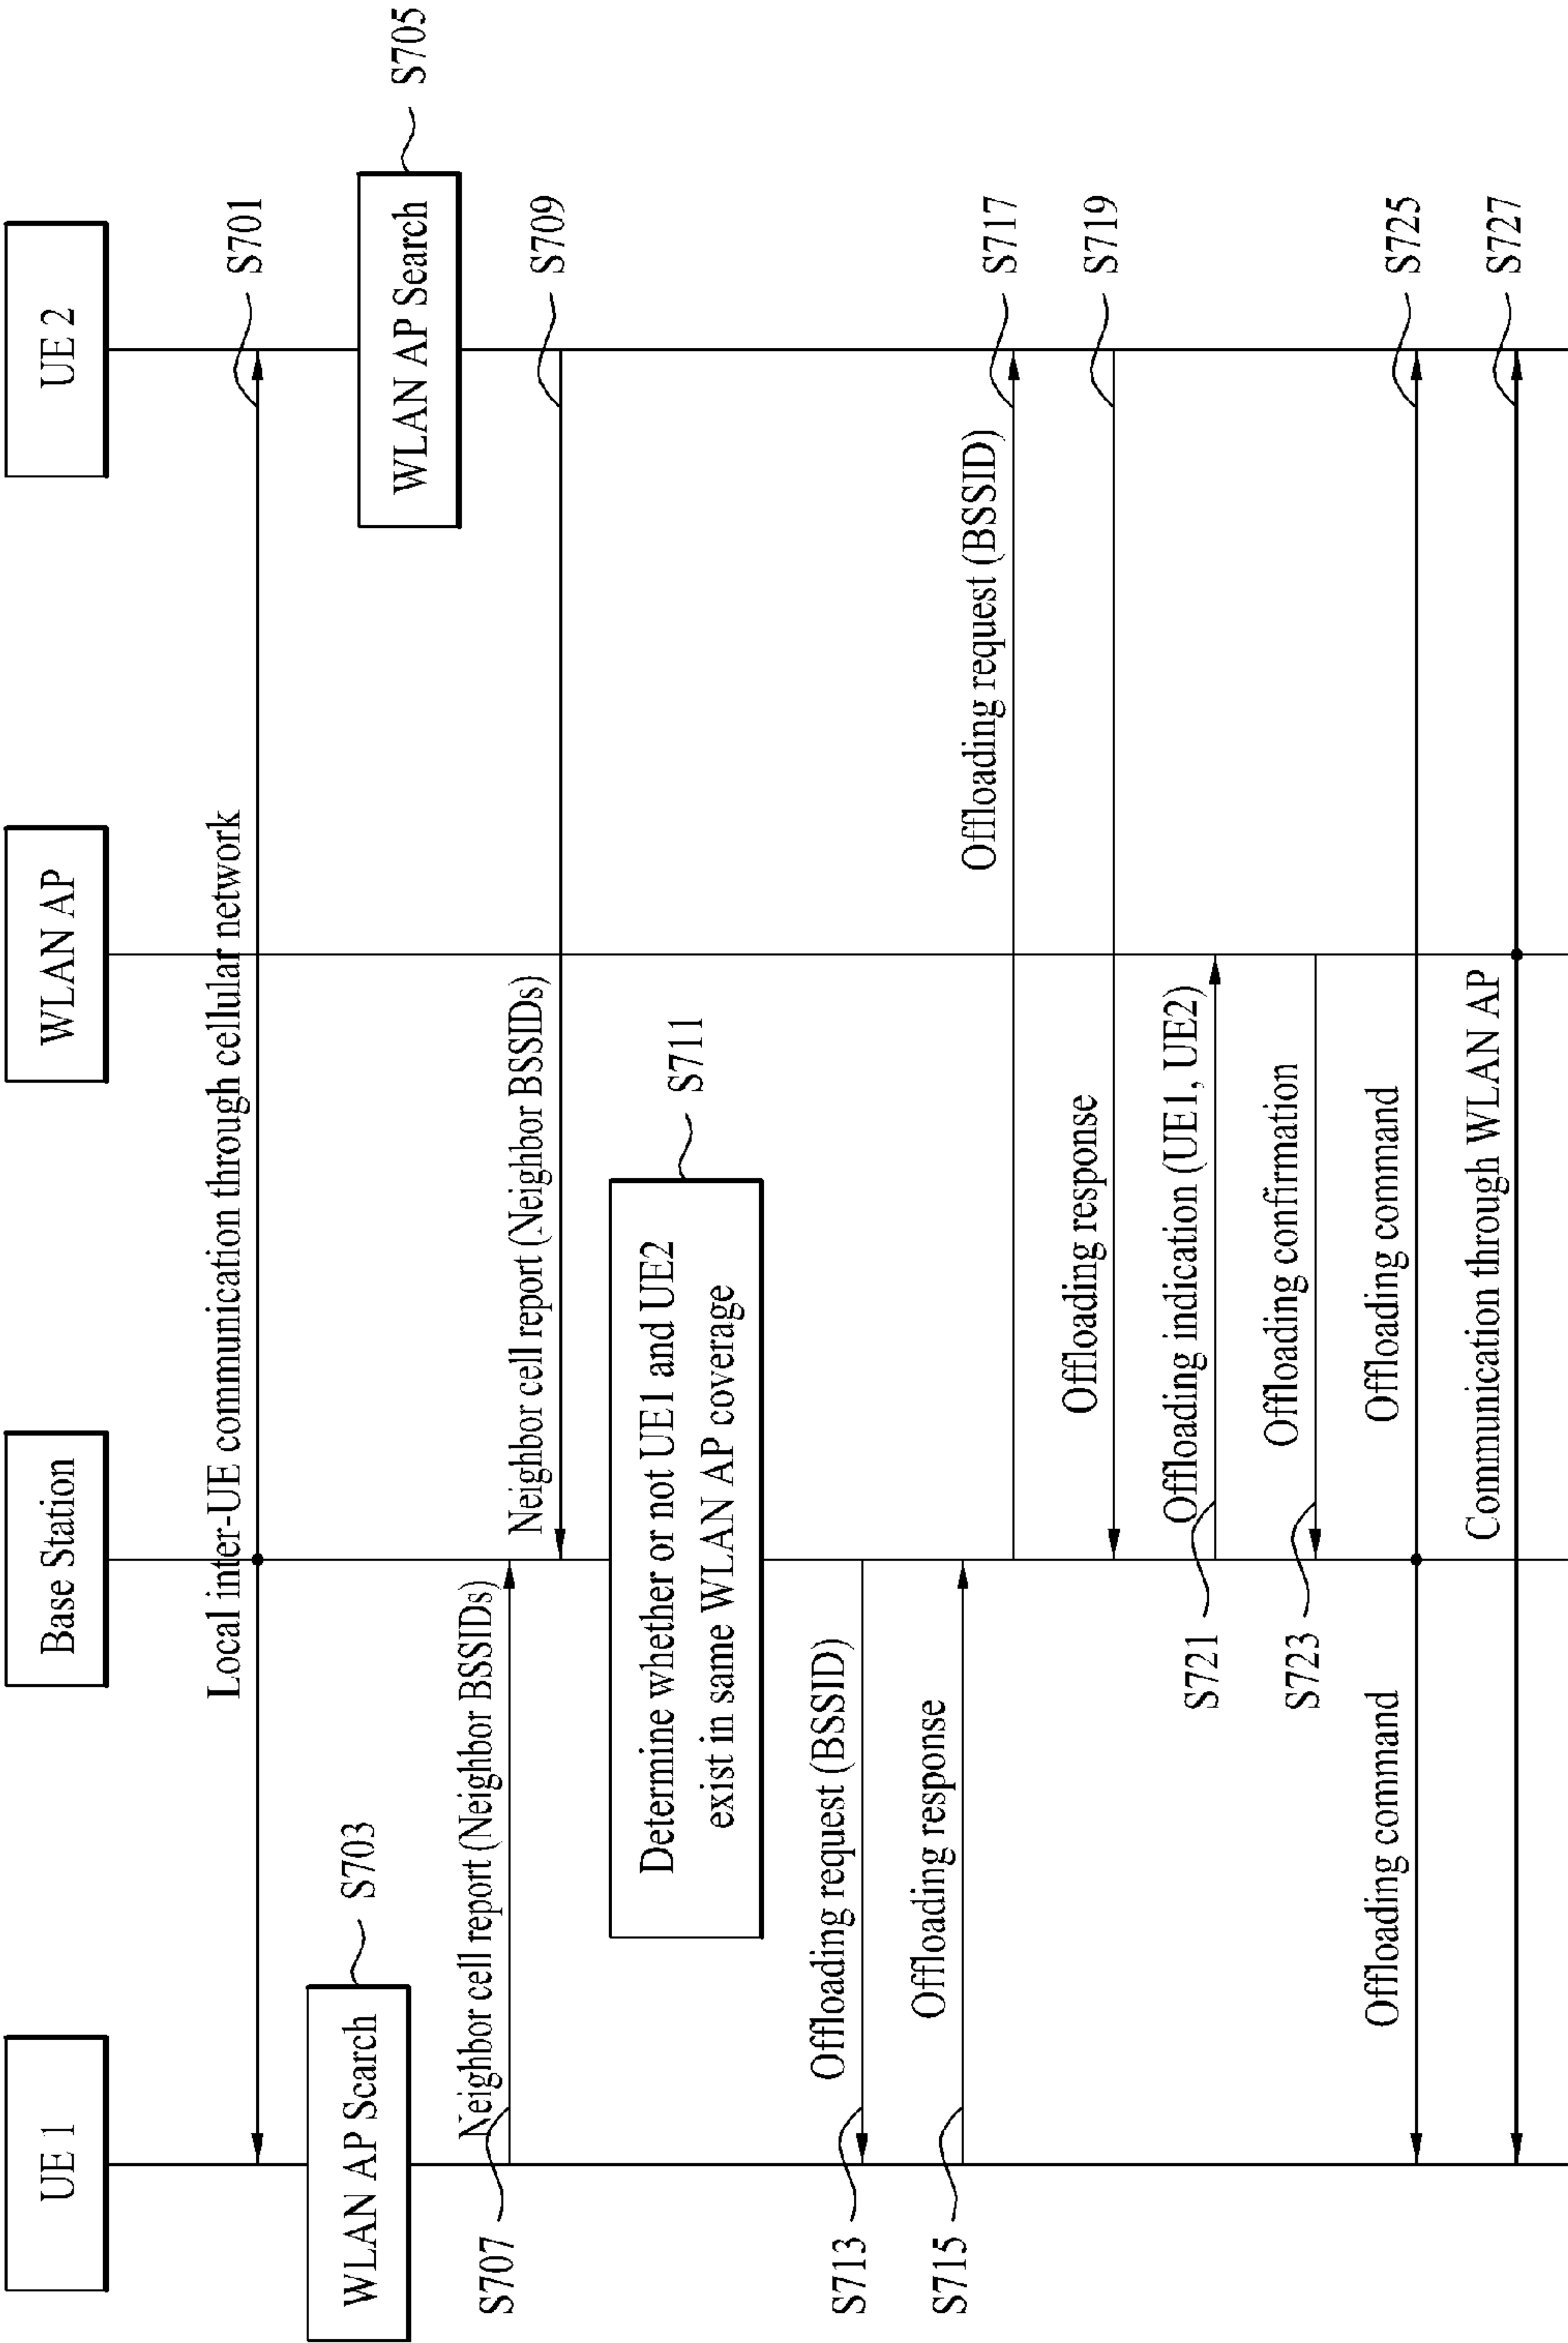 UE 1
Base Station
WLAN AP
UE 2
Local inter-UE communication through cellular network
S701
WLAN AP Search
S703
WLAN AP Search
S705
Neighbor cell report (Neighbor BSSIDs)
S707
Neighbor cell report (Neighbor BSSIDs)
S709
Determine whether or not UE1 and UE2
exist in same WLAN AP coverage
S711
Offloading request (BSSID)
S713
Offloading response
S715
Offloading request (BSSID)
S717
Offloading response
S719
Offloading indication (UE1, UE2)
S721
Offloading confirmation
S723
Offloading command
Offloading command
S725
Communication through WLAN AP
S727